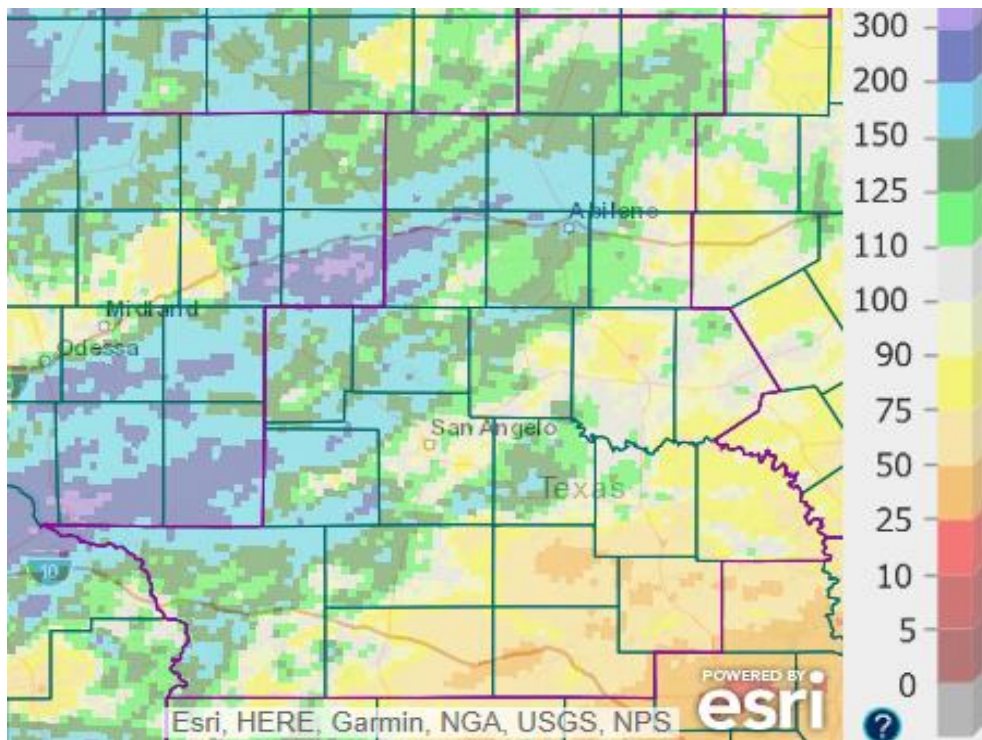 300
200
150
125
110
100
90
75
50
25
10
5
0
Abilene
Midland
Odessa
San Angelo
Texas
10
POWERED BY
esri
Esri, HERE, Garmin, NGA, USGS, NPS
?